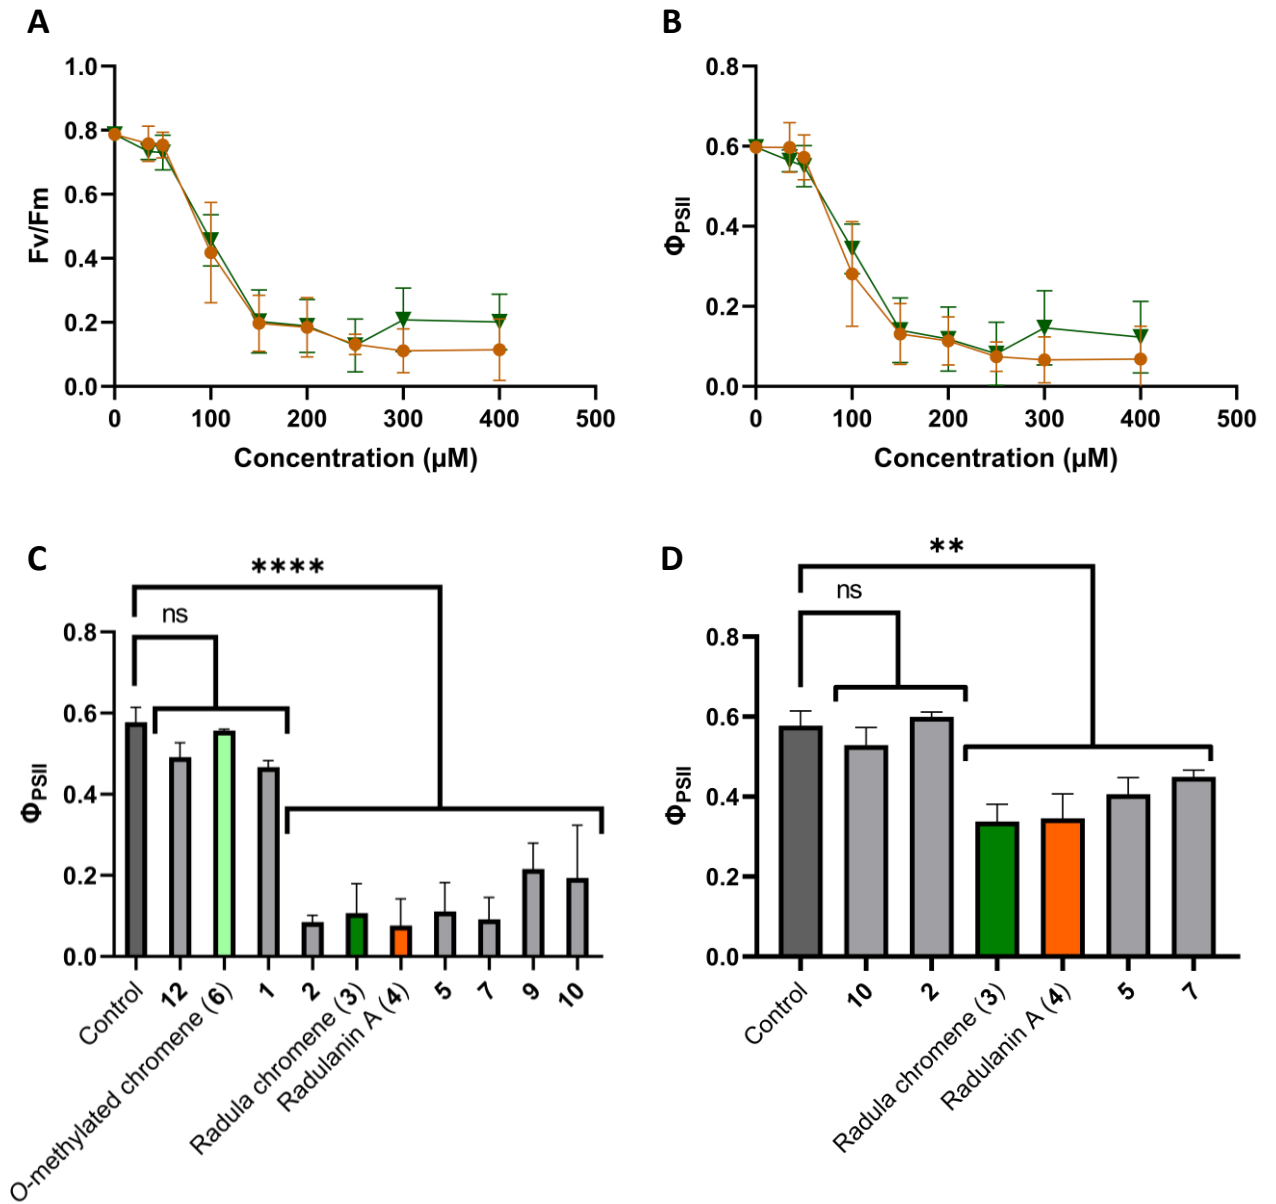 A
B
1.0
0.8
0.6
0.4
0.2
0.0
Fv/Fm
0 100 200 300 400 500
Concentration (µM)
0.8
0.6
0.4
0.2
0.0
ΦPSII
0 100 200 300 400 500
Concentration (µM)
C
****
ns
0.8
0.6
0.4
0.2
0.0
ΦPSII
Control
12
O-methylated chromene (6)
1
2
Radula chromene (3)
Radulanin A (4)
5
7
9
10
D
**
ns
0.8
0.6
0.4
0.2
0.0
ΦPSII
Control
10
2
Radula chromene (3)
Radulanin A (4)
5
7